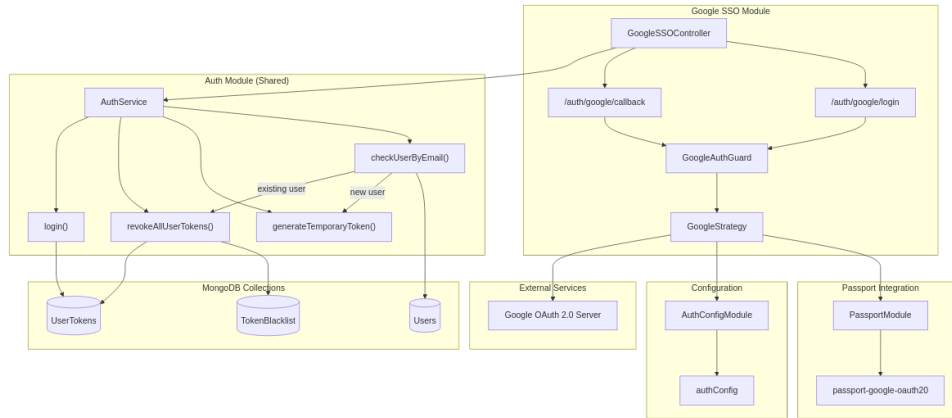 Google SSO Module
GoogleSSOController
Auth Module (Shared)
AuthService
/auth/google/callback
/auth/google/login
checkUserByEmail()
GoogleAuthGuard
existing user
new user
login()
revokeAllUserTokens()
generateTemporaryToken()
GoogleStrategy
MongoDB Collections
External Services
Configuration
Passport Integration
UserTokens
TokenBlacklist
Users
Google OAuth 2.0 Server
AuthConfigModule
PassportModule
authConfig
passport-google-oauth20